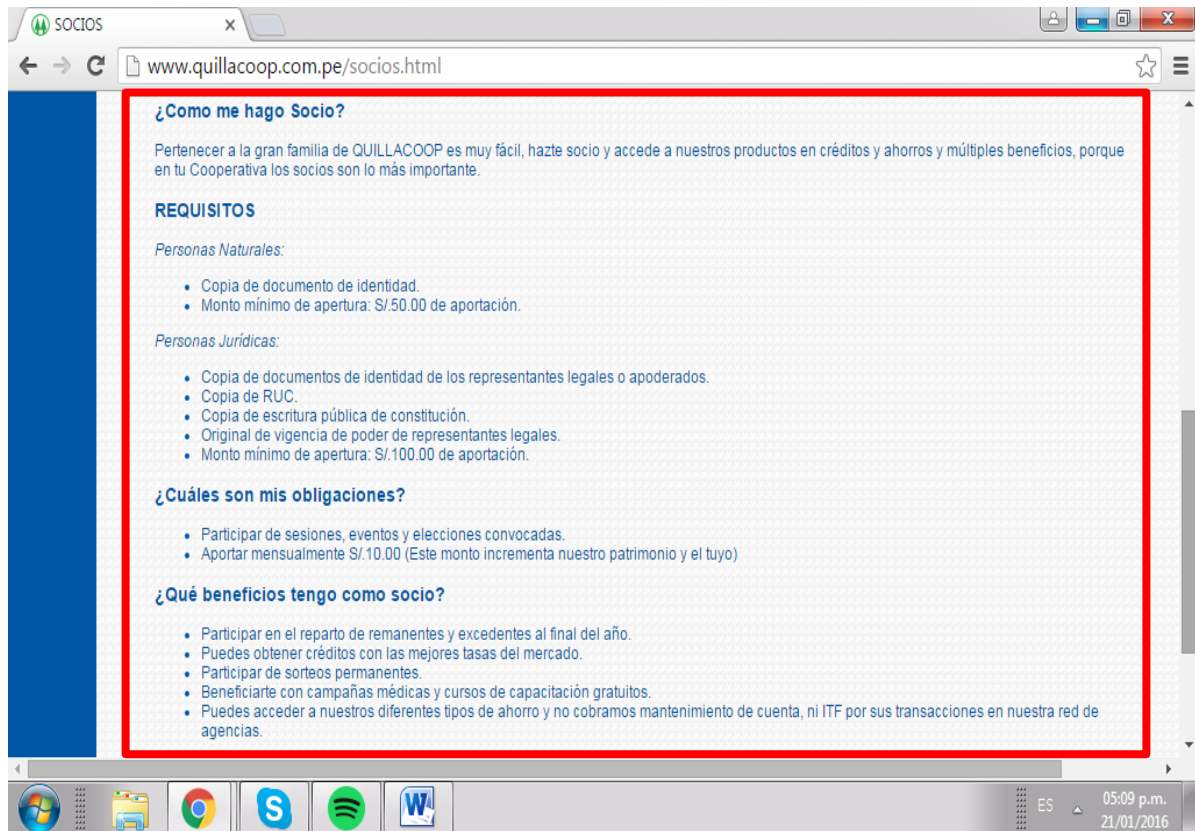 SOCIOS
www.quillacoop.com.pe/socios.html
¿Como me hago Socio?
Pertenecer a la gran familia de QUILLACOOP es muy fácil, hazte socio y accede a nuestros productos en créditos y ahorros y múltiples beneficios, porque
en tu Cooperativa los socios son lo más importante.
REQUISITOS
Personas Naturales:
• Copia de documento de identidad.
• Monto mínimo de apertura: S/.50.00 de aportación.
Personas Jurídicas:
• Copia de documentos de identidad de los representantes legales o apoderados.
• Copia de RUC.
• Copia de escritura pública de constitución.
• Original de vigencia de poder de representantes legales.
• Monto mínimo de apertura: S/.100.00 de aportación.
¿Cuáles son mis obligaciones?
• Participar de sesiones, eventos y elecciones convocadas.
• Aportar mensualmente S/.10.00 (Este monto incrementa nuestro patrimonio y el tuyo)
¿Qué beneficios tengo como socio?
• Participar en el reparto de remanentes y excedentes al final del año.
• Puedes obtener créditos con las mejores tasas del mercado.
• Participar de sorteos permanentes.
• Beneficiarte con campañas médicas y cursos de capacitación gratuitos.
• Puedes acceder a nuestros diferentes tipos de ahorro y no cobramos mantenimiento de cuenta, ni ITF por sus transacciones en nuestra red de
agencias.
ES
05:09 p.m.
21/01/2016